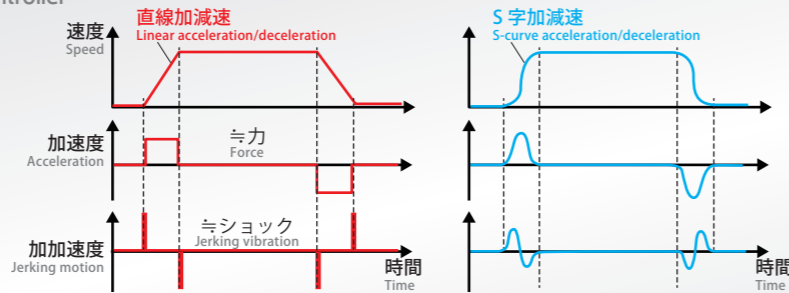 ntroller
直線加減速
Linear acceleration/deceleration
S 字加減速
S-curve acceleration/deceleration
速度
Speed
加速度
Acceleration
≒力
Force
加加速度
Jerking motion
≒ショック
Jerking vibration
時間
Time
時間
Time